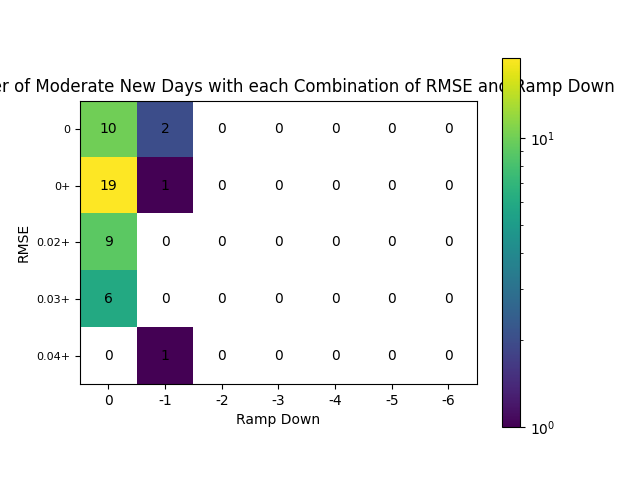 er of Moderate New Days with each Combination of RMSE and Ramp Down
0 10 2 0 0 0 0 0
0+ 19 1 0 0 0 0 0
0.02+ 9 0 0 0 0 0 0
0.03+ 6 0 0 0 0 0 0
0.04+ 0 1 0 0 0 0 0
RMSE
0 -1 -2 -3 -4 -5 -6
Ramp Down
10¹
10⁰